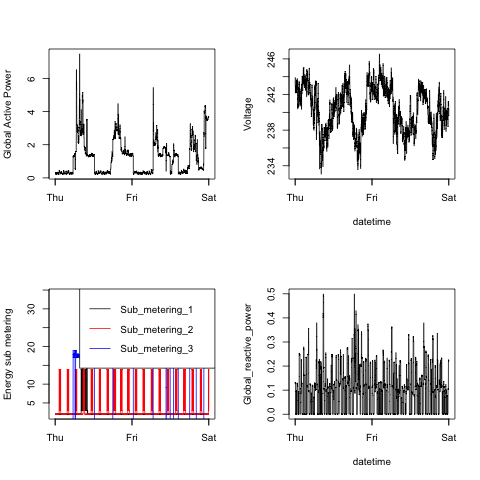 Global Active Power
0 2 4 6
Thu Fri Sat
Voltage
234 238 242 246
Thu Fri Sat
datetime
Energy sub metering
5 10 20 30
Sub_metering_1
Sub_metering_2
Sub_metering_3
Thu Fri Sat
Global_reactive_power
0.0 0.1 0.2 0.3 0.4 0.5
Thu Fri Sat
datetime